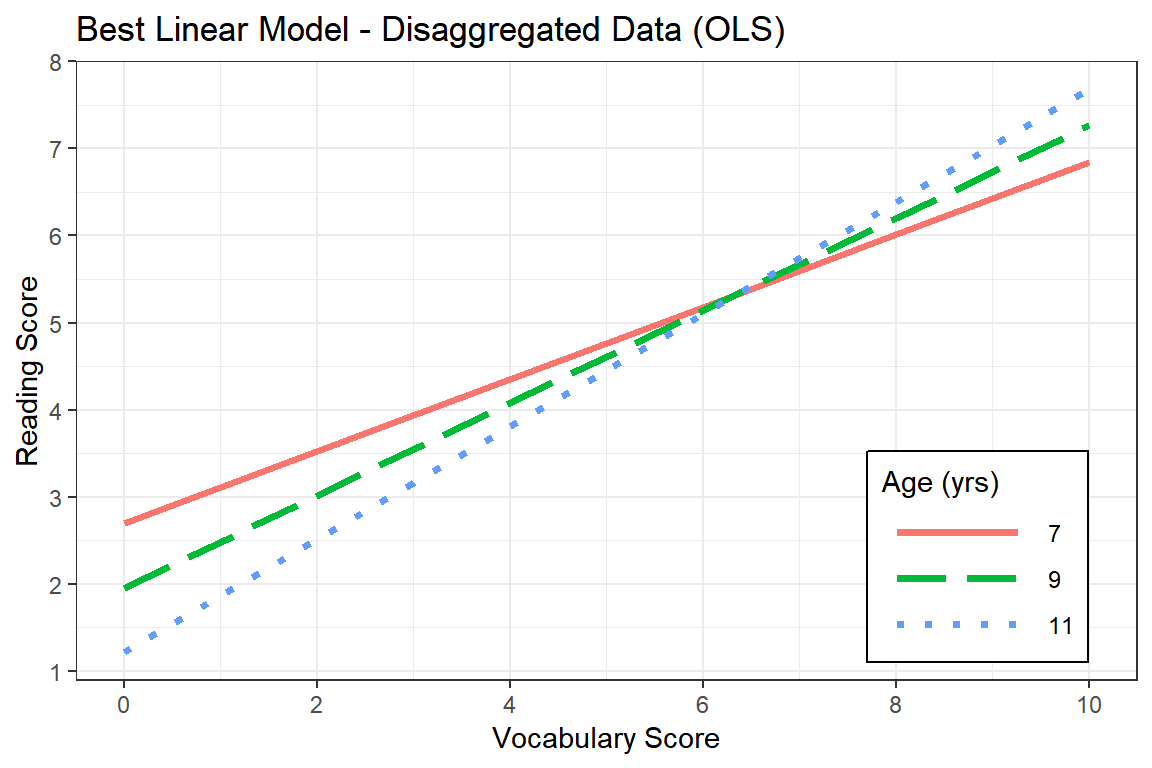 Best Linear Model - Disaggregated Data (OLS)
8
7
6
5
4
3
2
1
Reading Score
Age (yrs)
7
9
11
0 2 4 6 8 10
Vocabulary Score